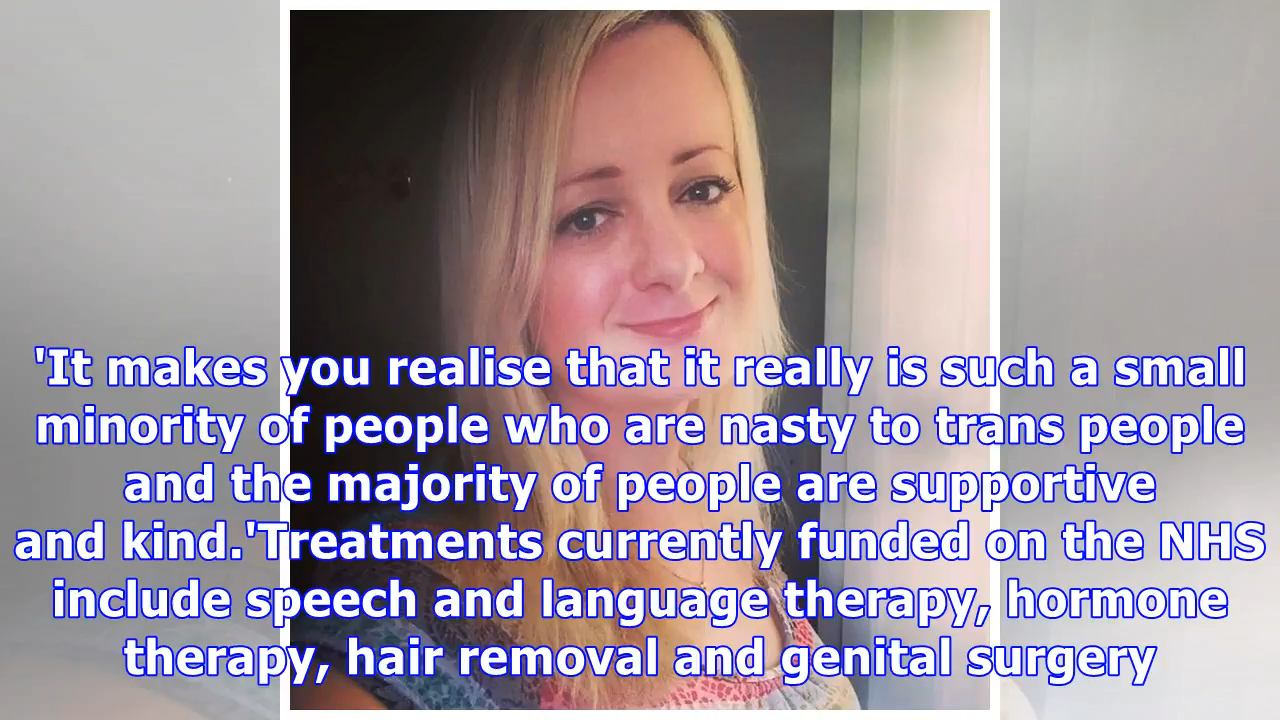 'It makes you realise that it really is such a small
minority of people who are nasty to trans people
and the majority of people are supportive
and kind.'Treatments currently funded on the NHS
include speech and language therapy, hormone
therapy, hair removal and genital surgery